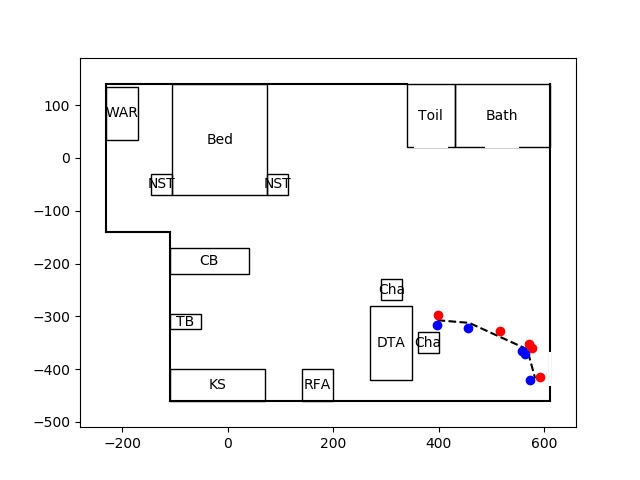 100
0
−100
−200
−300
−400
−500
−200
0
200
400
600
WAR
Bed
Toil
Bath
NST
NST
CB
Cha
TB
DTA
Cha
KS
RFA